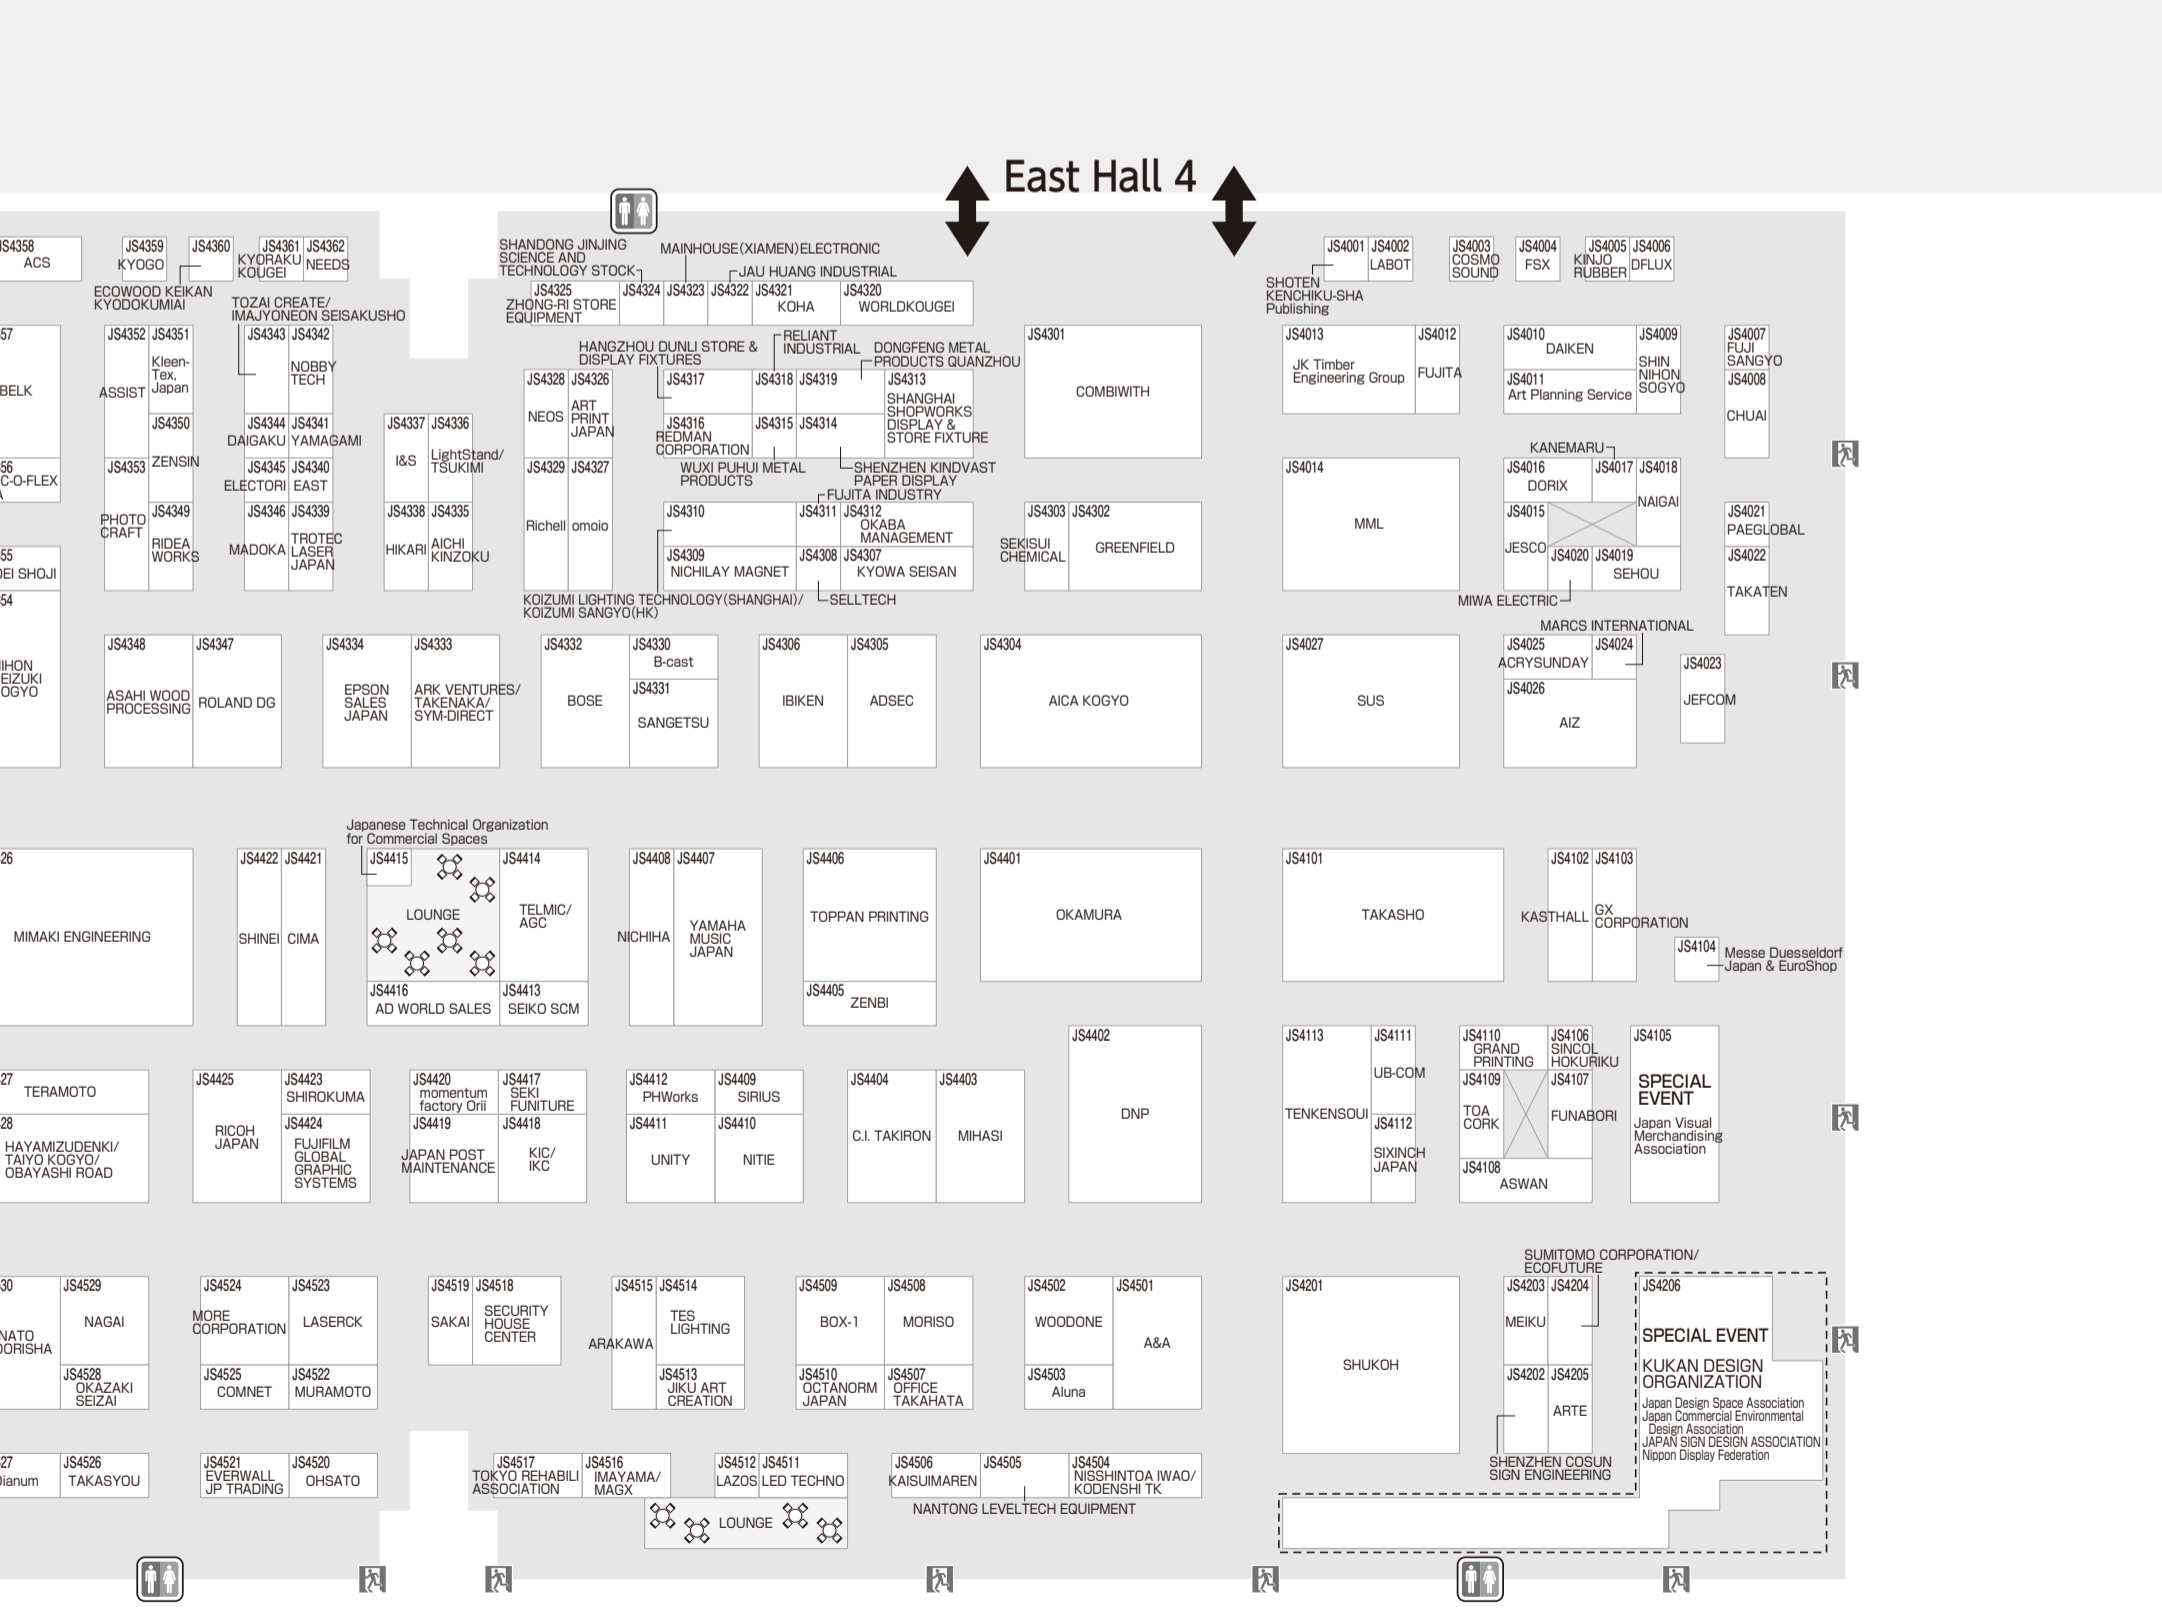 East Hall 4
JS4358
ACS
JS4359
KYOGO
JS4360
ECOWOOD KEIKAN
KYODOKUMIAI
JS4361
KYORAKU
KOUGEI
JS4362
NEEDS
SHANDONG JINJING
SCIENCE AND
TECHNOLOGY STOCK
MAINHOUSE(XIAMEN)ELECTRONIC
JAU HUANG INDUSTRIAL
JS4325
ZHONG-RI STORE
EQUIPMENT
JS4324
JS4323
JS4322
JS4321
KOHA
JS4320
WORLDKOUGEI
JS4001
SHOTEN
KENCHIKU-SHA
Publishing
JS4002
LABOT
JS4003
COSMO
SOUND
JS4004
FSX
JS4005
KINJO
RUBBER
JS4006
DFLUX
57
BELK
JS4352
ASSIST
JS4351
Kleen-
Tex,
Japan
TOZAI CREATE/
IMAJYONEON SEISAKUSHO
JS4343
JS4342
NOBBY
TECH
JS4350
ZENSIN
JS4344
DAIGAKU
JS4341
YAMAGAMI
JS4337
I&S
JS4336
LightStand/
TSUKIMI
56
C-O-FLEX
A
JS4353
PHOTO
CRAFT
JS4345
ELECTORI
JS4340
EAST
JS4349
RIDEA
WORKS
JS4346
MADOKA
JS4339
TROTEC
LASER
JAPAN
JS4338
HIKARI
JS4335
AICHI
KINZOKU
55
DEI SHOJI
54
IHON
EIZUKI
OGYO
HANGZHOU DUNLI STORE &
DISPLAY FIXTURES
RELIANT
INDUSTRIAL
DONGFENG METAL
PRODUCTS QUANZHOU
JS4328
NEOS
JS4326
ART
PRINT
JAPAN
JS4317
JS4318
JS4319
JS4313
SHANGHAI
SHOPWORKS
DISPLAY &
STORE FIXTURE
JS4316
REDMAN
CORPORATION
JS4315
JS4314
WUXI PUHUI METAL
PRODUCTS
SHENZHEN KINDVAST
PAPER DISPLAY
JS4329
Richell
JS4327
omoio
FUJITA INDUSTRY
JS4310
JS4311
JS4312
OKABA
MANAGEMENT
JS4309
NICHILAY MAGNET
JS4308
JS4307
KYOWA SEISAN
KOIZUMI LIGHTING TECHNOLOGY(SHANGHAI)/
KOIZUMI SANGYO(HK)
SELLTECH
JS4301
COMBIWITH
JS4303
SEKISUI
CHEMICAL
JS4302
GREENFIELD
JS4013
JK Timber
Engineering Group
JS4012
FUJITA
JS4010
DAIKEN
JS4011
Art Planning Service
JS4009
SHIN
NIHON
SOGYO
JS4007
FUJI
SANGYO
JS4008
CHUAI
JS4014
MML
KANEMARU
JS4016
DORIX
JS4017
JS4018
NAIGAI
JS4015
JESCO
JS4020
JS4019
SEHOU
MIWA ELECTRIC
JS4021
PAEGLOBAL
JS4022
TAKATEN
JS4348
ASAHI WOOD
PROCESSING
JS4347
ROLAND DG
JS4334
EPSON
SALES
JAPAN
JS4333
ARK VENTURES/
TAKENAKA/
SYM-DIRECT
JS4332
BOSE
JS4330
B-cast
JS4331
SANGETSU
JS4306
IBIKEN
JS4305
ADSEC
JS4304
AICA KOGYO
JS4027
SUS
MARCS INTERNATIONAL
JS4025
ACRYSUNDAY
JS4024
JS4026
AIZ
JS4023
JEFCOM
26
MIMAKI ENGINEERING
JS4422
SHINEI
JS4421
CIMA
Japanese Technical Organization
for Commercial Spaces
JS4415
LOUNGE
JS4414
TELMIC/
AGC
JS4416
AD WORLD SALES
JS4413
SEIKO SCM
JS4408
NICHIHA
JS4407
YAMAHA
MUSIC
JAPAN
JS4406
TOPPAN PRINTING
JS4405
ZENBI
JS4401
OKAMURA
JS4101
TAKASHO
JS4102
KASTHALL
JS4103
GX
CORPORATION
JS4104
Messe Duesseldorf
Japan & EuroShop
27
TERAMOTO
28
HAYAMIZUDENKI/
TAIYO KOGYO/
OBAYASHI ROAD
JS4425
RICOH
JAPAN
JS4423
SHIROKUMA
JS4424
FUJIFILM
GLOBAL
GRAPHIC
SYSTEMS
JS4420
momentum
factory Orii
JS4417
SEKI
FUNITURE
JS4419
JAPAN POST
MAINTENANCE
JS4418
KIC/
IKC
JS4412
PHWorks
JS4409
SIRIUS
JS4411
UNITY
JS4410
NITIE
JS4404
C.I. TAKIRON
JS4403
MIHASI
JS4402
DNP
JS4113
TENKENSOUI
JS4111
UB-COM
JS4112
SIXINCH
JAPAN
JS4110
GRAND
PRINTING
JS4106
SINCOL
HOKURIKU
JS4109
TOA
CORK
JS4107
FUNABORI
JS4108
ASWAN
JS4105
SPECIAL
EVENT
Japan Visual
Merchandising
Association
30
NATO
DORISHA
JS4529
NAGAI
JS4528
OKAZAKI
SEIZAI
JS4524
MORE
CORPORATION
JS4523
LASERCK
JS4525
COMNET
JS4522
MURAMOTO
JS4519
SAKAI
JS4518
SECURITY
HOUSE
CENTER
JS4515
ARAKAWA
JS4514
TES
LIGHTING
JS4513
JIKU ART
CREATION
JS4509
BOX-1
JS4508
MORISO
JS4510
OCTANORM
JAPAN
JS4507
OFFICE
TAKAHATA
JS4502
WOODONE
JS4501
A&A
JS4503
Aluna
JS4201
SHUKOH
SUMITOMO CORPORATION/
ECOFUTURE
JS4203
MEIKU
JS4204
JS4202
JS4205
ARTE
SHENZHEN COSUN
SIGN ENGINEERING
JS4206
SPECIAL EVENT
KUKAN DESIGN
ORGANIZATION
Japan Design Space Association
Japan Commercial Environmental
Design Association
JAPAN SIGN DESIGN ASSOCIATION
Nippon Display Federation
27
Dianum
JS4526
TAKASYOU
JS4521
EVERWALL
JP TRADING
JS4520
OHSATO
JS4517
TOKYO REHABILI
ASSOCIATION
JS4516
IMAYAMA/
MAGX
JS4512
LAZOS
JS4511
LED TECHNO
LOUNGE
JS4506
KAISUIMAREN
JS4505
NANTONG LEVELTECH EQUIPMENT
JS4504
NISSHINTOA IWAO/
KODENSHI TK